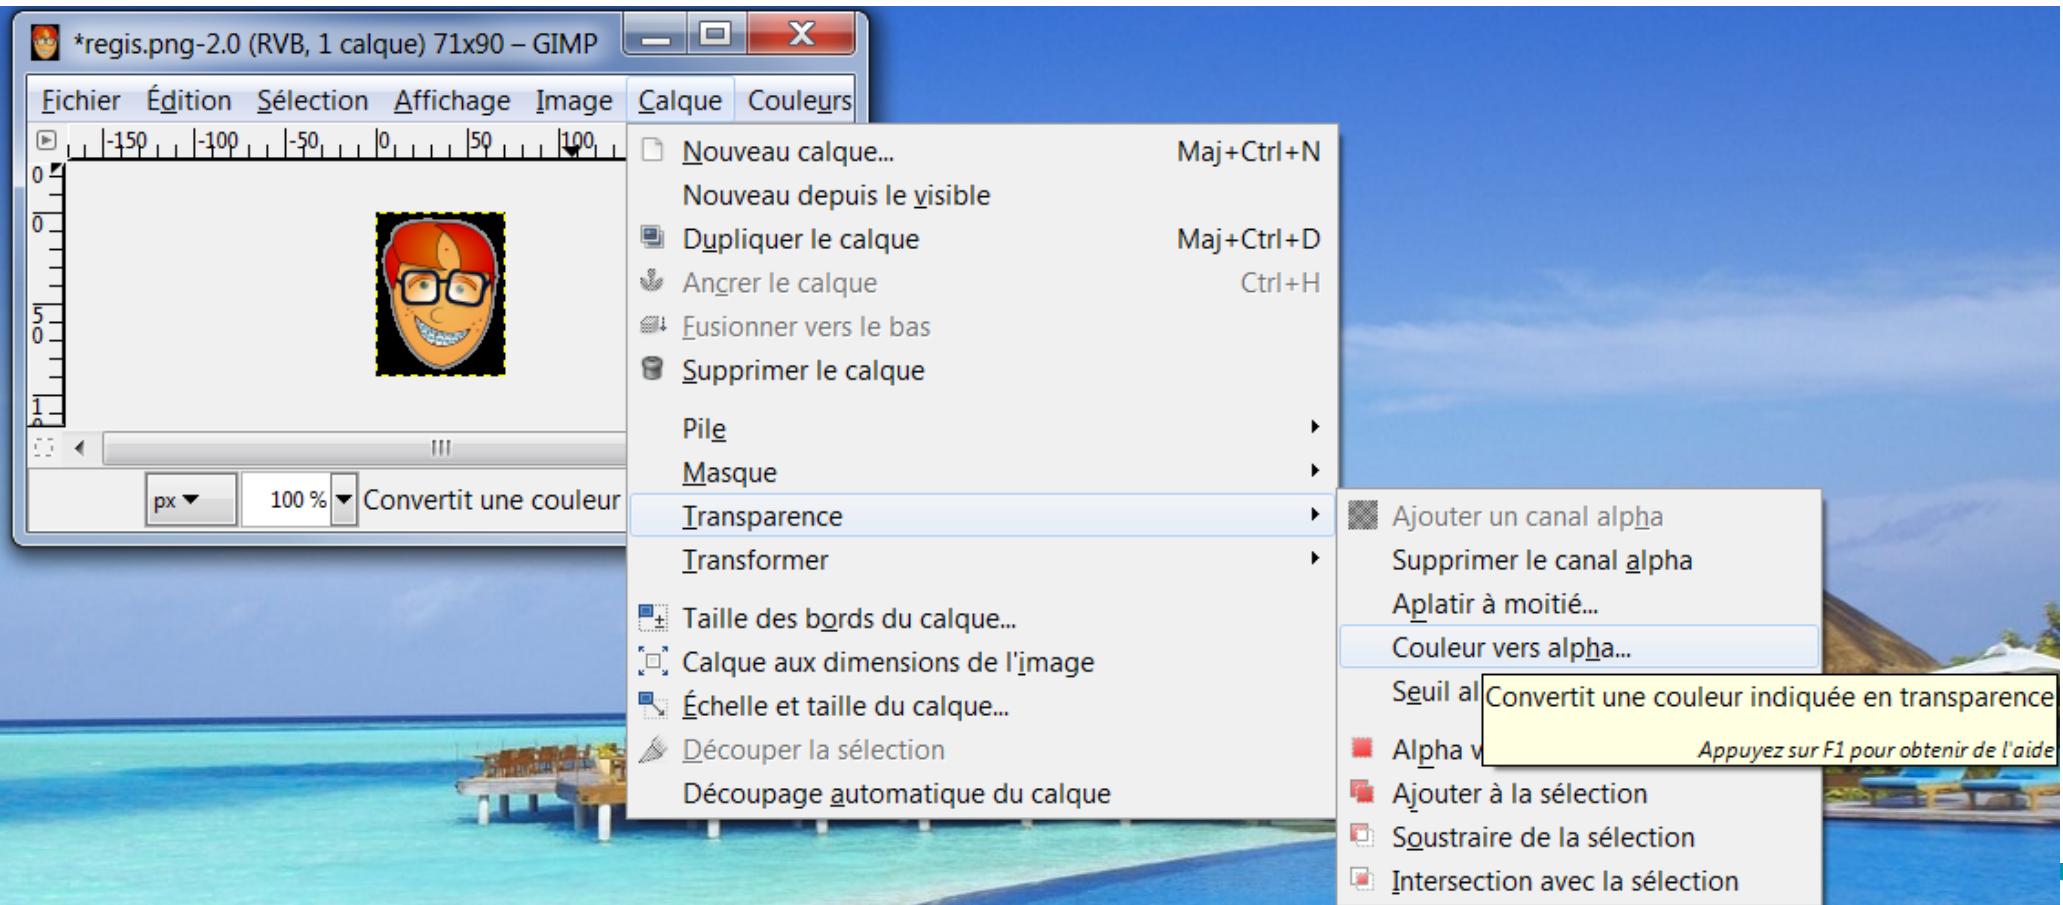 *regis.png-2.0 (RVB, 1 calque) 71x90 – GIMP
Fichier Édition Sélection Affichage Image Calque Couleurs
-150 -100 -50 0 50 100
0
0
50
1
px 100 % Convertit une couleur
Nouveau calque... Maj+Ctrl+N
Nouveau depuis le visible
Dupliquer le calque Maj+Ctrl+D
Ancrer le calque Ctrl+H
Fusionner vers le bas
Supprimer le calque
Pile
Masque
Transparence
Transformer
Taille des bords du calque...
Calque aux dimensions de l'image
Échelle et taille du calque...
Découper la sélection
Découpage automatique du calque
Ajouter un canal alpha
Supprimer le canal alpha
Aplatir à moitié...
Couleur vers alpha...
Seuil al
Convertit une couleur indiquée en transparence
Appuyez sur F1 pour obtenir de l'aide
Alpha v
Ajouter à la sélection
Soustraire de la sélection
Intersection avec la sélection